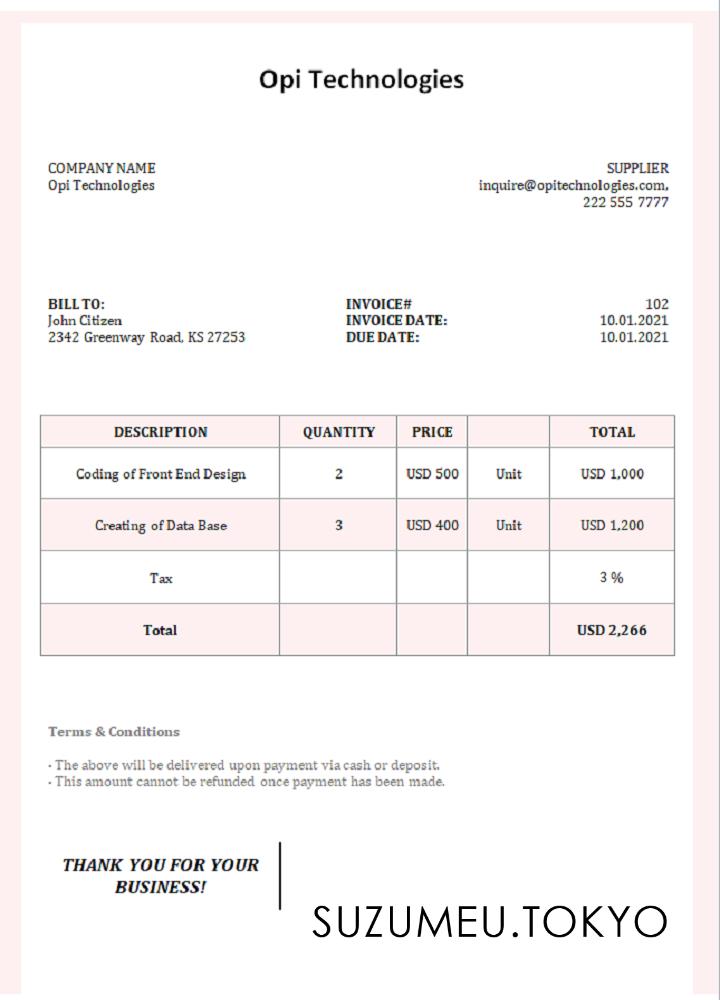 Opi Technologies
COMPANY NAME
Opi Technologies
SUPPLIER
inquire@opitechnologies.com,
222 555 7777
BILL TO:
John Citizen
2342 Greenway Road, KS 27253
INVOICE# 102
INVOICE DATE: 10.01.2021
DUE DATE: 10.01.2021
DESCRIPTION QUANTITY PRICE TOTAL
Coding of Front End Design 2 USD 500 Unit USD 1,000
Creating of Data Base 3 USD 400 Unit USD 1,200
Tax 3 %
Total USD 2,266
Terms & Conditions
· The above will be delivered upon payment via cash or deposit.
· This amount cannot be refunded once payment has been made.
THANK YOU FOR YOUR
BUSINESS!
SUZUMEU.TOKYO